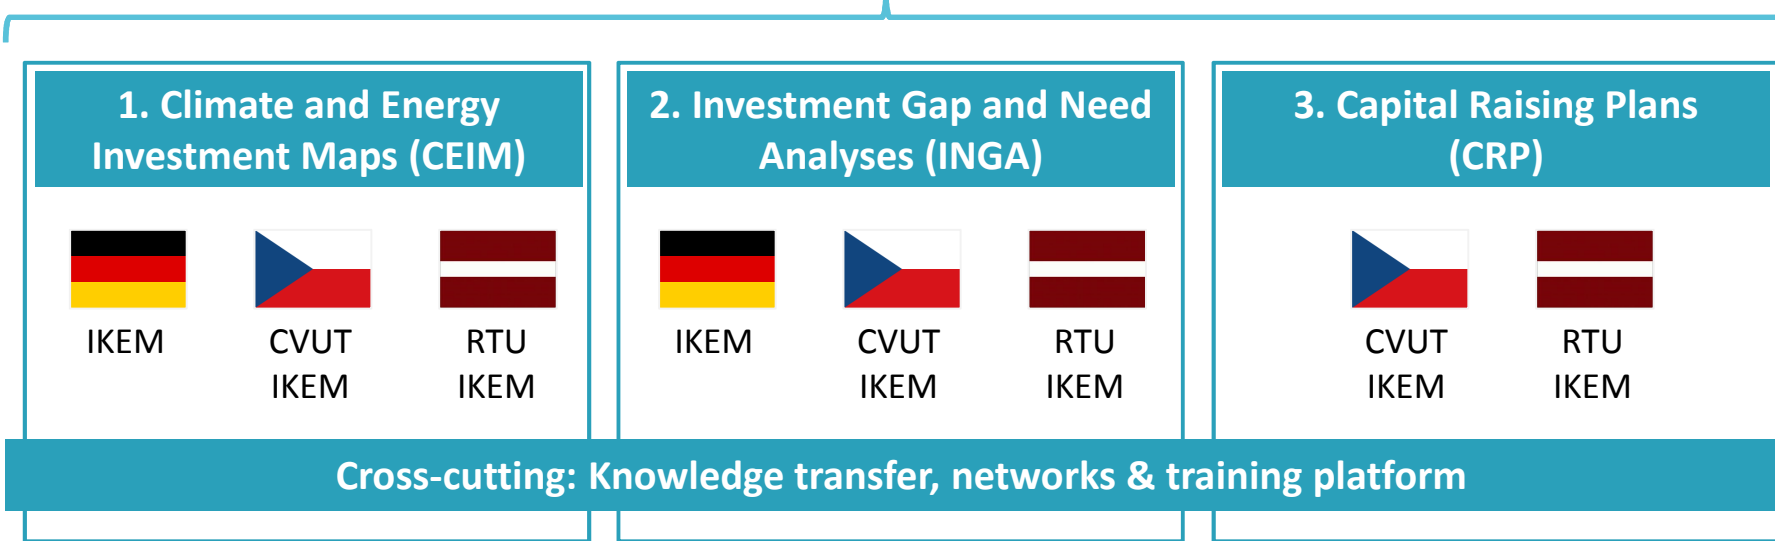 1. Climate and Energy
Investment Maps (CEIM)
IKEM
CVUT
IKEM
RTU
IKEM
2. Investment Gap and Need
Analyses (INGA)
IKEM
CVUT
IKEM
RTU
IKEM
3. Capital Raising Plans
(CRP)
CVUT
IKEM
RTU
IKEM
Cross-cutting: Knowledge transfer, networks & training platform